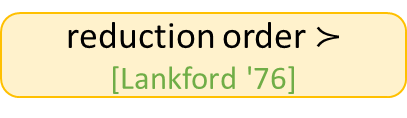 reduction order ≻
[Lankford '76]